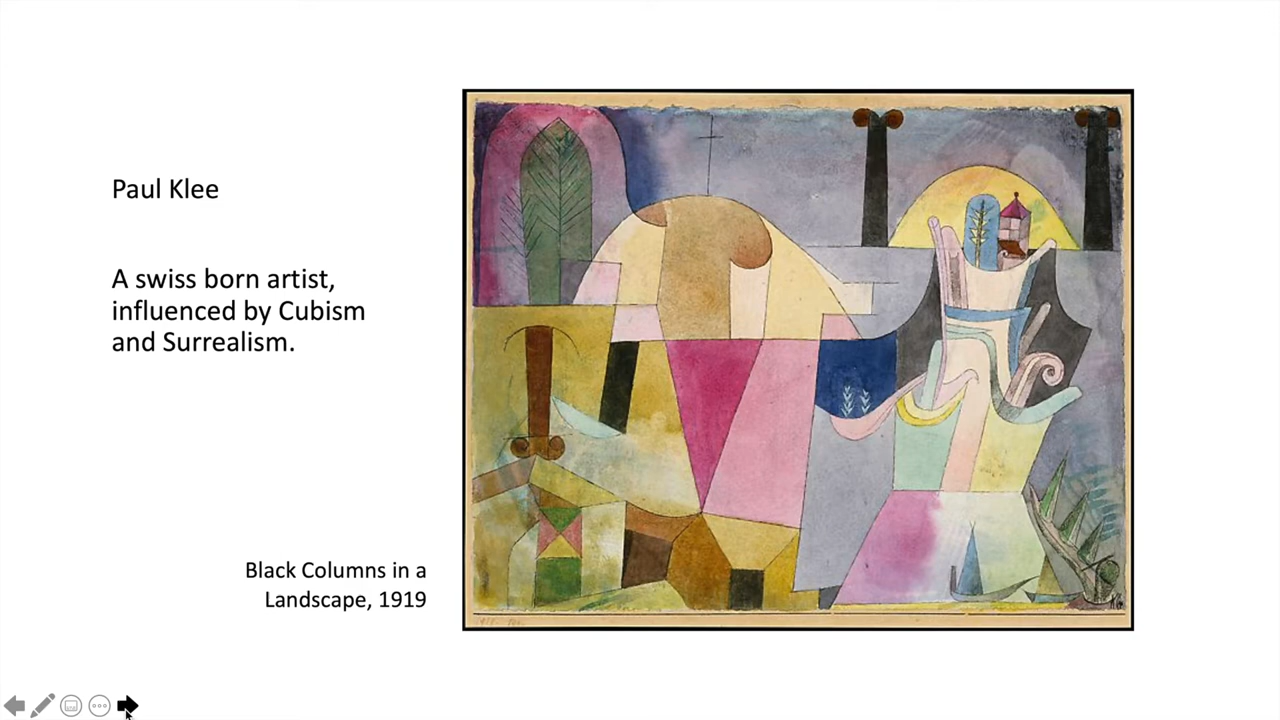 Paul Klee
A swiss born artist,
influenced by Cubism
and Surrealism.
Black Columns in a
Landscape, 1919